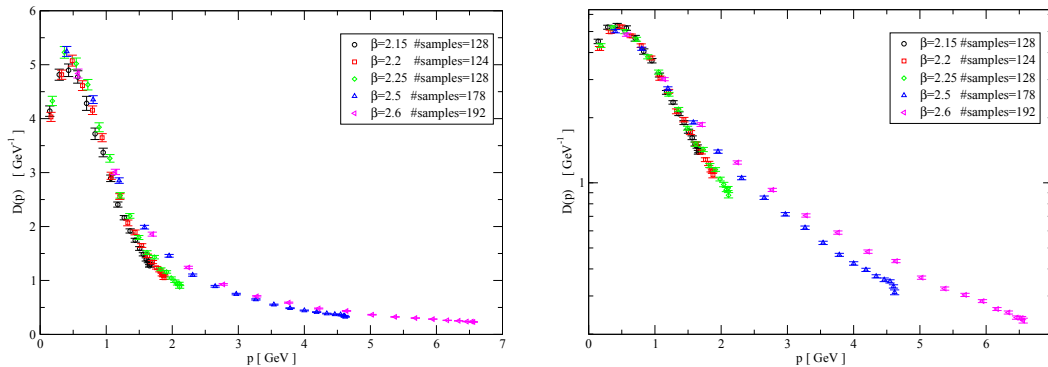 6
5
4
3
2
1
0
D(p) [ GeV⁻¹ ]
β=2.15 #samples=128
β=2.2 #samples=124
β=2.25 #samples=128
β=2.5 #samples=178
β=2.6 #samples=192
0 1 2 3 4 5 6 7
p [ GeV ]
1
D(p) [ GeV⁻¹ ]
β=2.15 #samples=128
β=2.2 #samples=124
β=2.25 #samples=128
β=2.5 #samples=178
β=2.6 #samples=192
0 1 2 3 4 5 6
p [ GeV ]